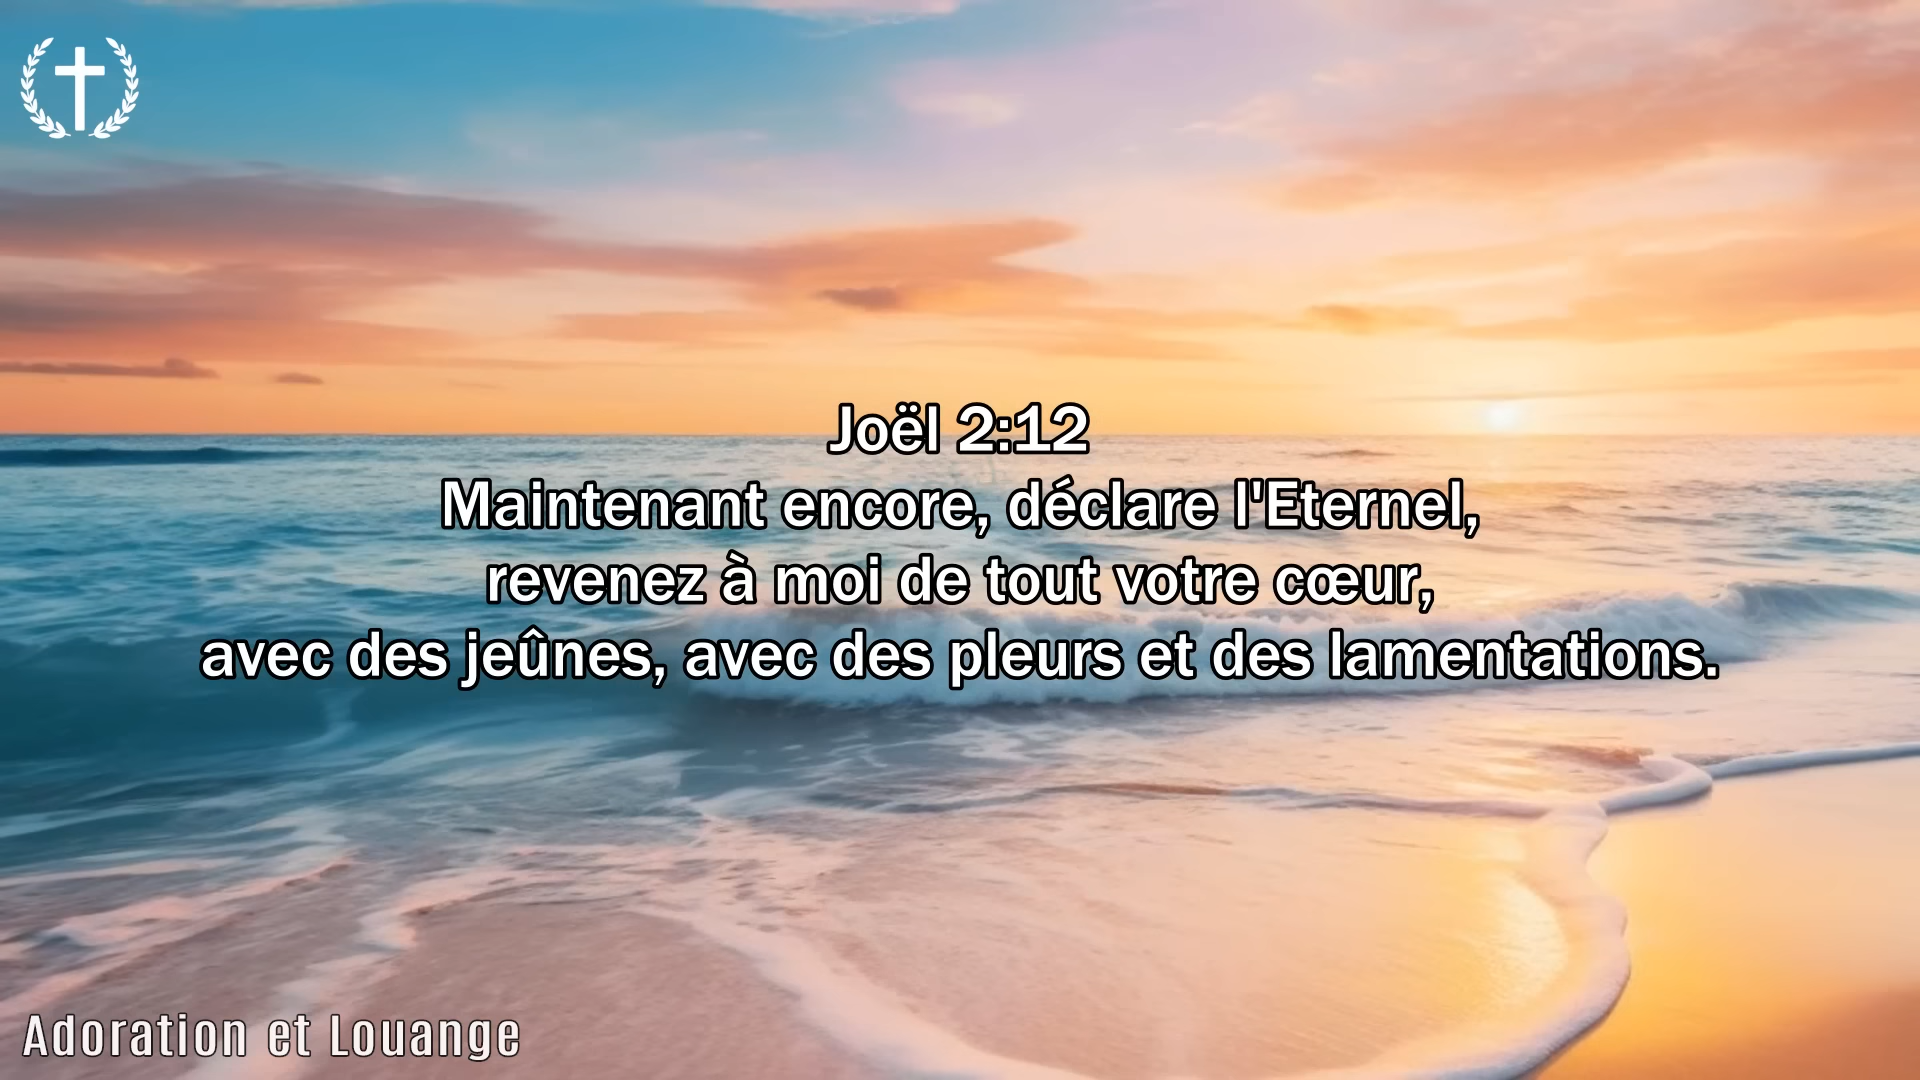 Joël 2:12
Maintenant encore, déclare l'Eternel,
revenez à moi de tout votre cœur,
avec des jeûnes, avec des pleurs et des lamentations.
Adoration et Louange